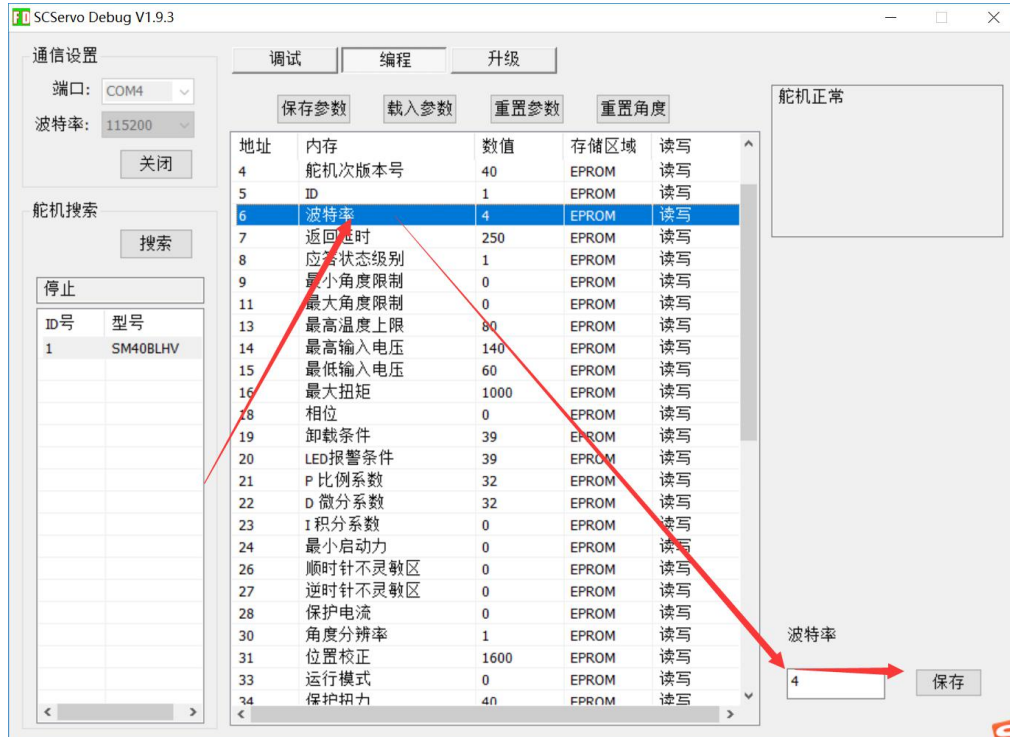 FD SCServo Debug V1.9.3
通信设置
端口: COM4
波特率: 115200
关闭
舵机搜索
搜索
停止
ID号 型号
1 SM40BLHV
调试 编程 升级
保存参数 载入参数 重置参数 重置角度
地址 内存 数值 存储区域 读写
4 舵机次版本号 40 EPROM 读写
5 ID 1 EPROM 读写
6 波特率 4 EPROM 读写
7 返回延时 250 EPROM 读写
8 应答状态级别 1 EPROM 读写
9 最小角度限制 0 EPROM 读写
11 最大角度限制 0 EPROM 读写
13 最高温度上限 80 EPROM 读写
14 最高输入电压 140 EPROM 读写
15 最低输入电压 60 EPROM 读写
16 最大扭矩 1000 EPROM 读写
18 相位 0 EPROM 读写
19 卸载条件 39 EPROM 读写
20 LED报警条件 39 EPROM 读写
21 P 比例系数 32 EPROM 读写
22 D 微分系数 32 EPROM 读写
23 I 积分系数 0 EPROM 读写
24 最小启动力 0 EPROM 读写
26 顺时针不灵敏区 0 EPROM 读写
27 逆时针不灵敏区 0 EPROM 读写
28 保护电流 0 EPROM 读写
30 角度分辨率 1 EPROM 读写
31 位置校正 1600 EPROM 读写
33 运行模式 0 EPROM 读写
34 保护扭力 40 EPROM 读写
舵机正常
波特率
4 保存